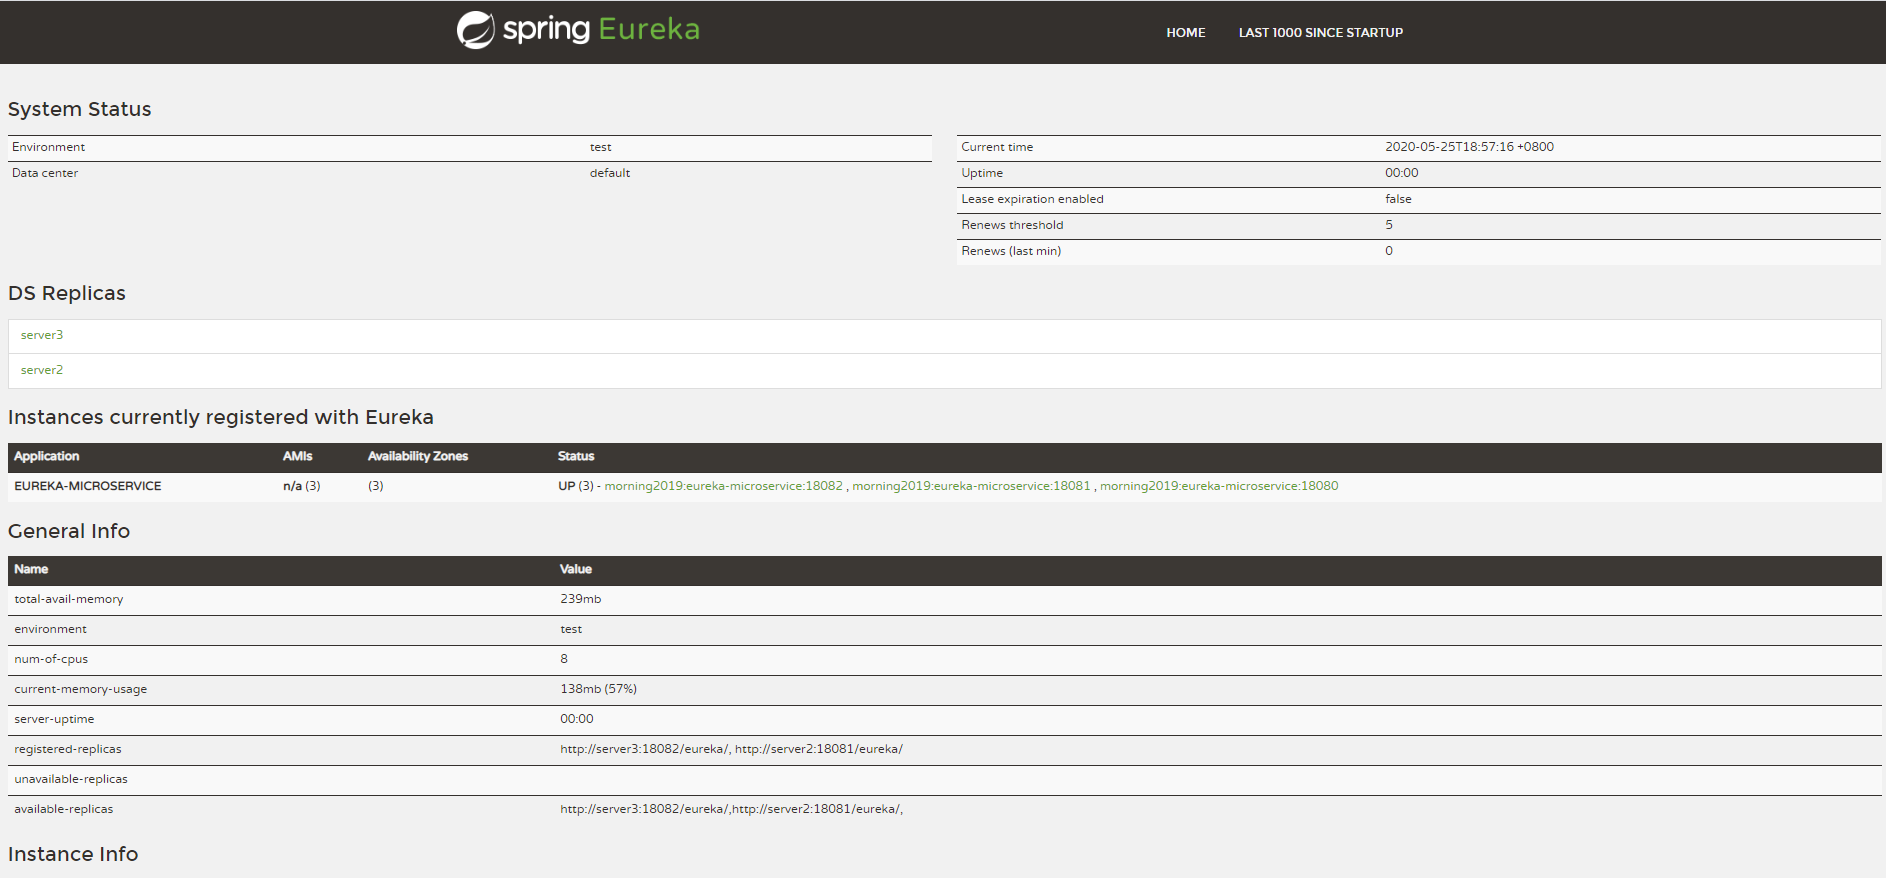 spring Eureka
HOME LAST 1000 SINCE STARTUP
System Status
Environment test
Data center default
Current time 2020-05-25T18:57:16 +0800
Uptime 00:00
Lease expiration enabled false
Renews threshold 5
Renews (last min) 0
DS Replicas
server3
server2
Instances currently registered with Eureka
Application AMIs Availability Zones Status
EUREKA-MICROSERVICE n/a (3) (3) UP (3) - morning2019:eureka-microservice:18082 , morning2019:eureka-microservice:18081 , morning2019:eureka-microservice:18080
General Info
Name Value
total-avail-memory 239mb
environment test
num-of-cpus 8
current-memory-usage 138mb (57%)
server-uptime 00:00
registered-replicas http://server3:18082/eureka/, http://server2:18081/eureka/
unavailable-replicas
available-replicas http://server3:18082/eureka/,http://server2:18081/eureka/,
Instance Info